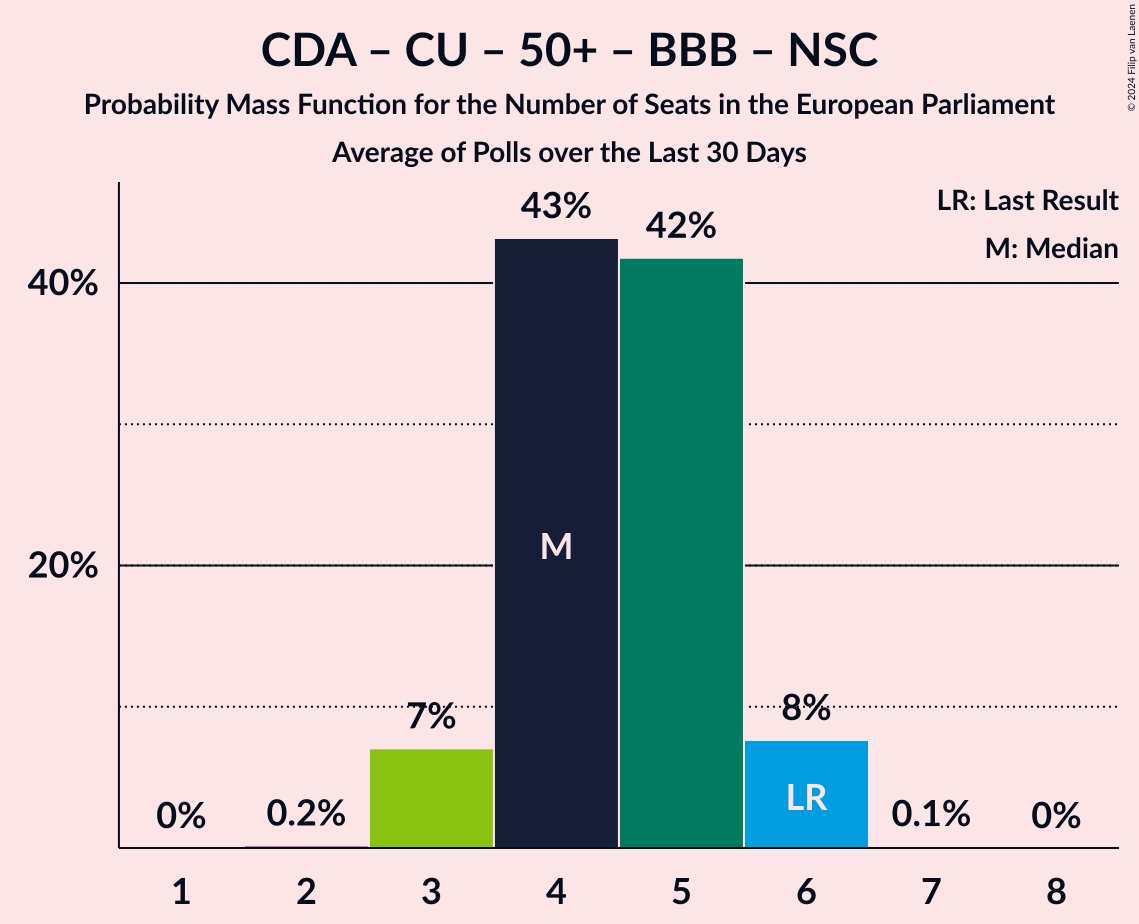 CDA – CU – 50+ – BBB – NSC
Probability Mass Function for the Number of Seats in the European Parliament
Average of Polls over the Last 30 Days
© 2024 Filip van Laenen
LR: Last Result
M: Median
43%
42%
40%
M
20%
7%
8%
LR
0%
0.2%
0.1%
0%
1 2 3 4 5 6 7 8